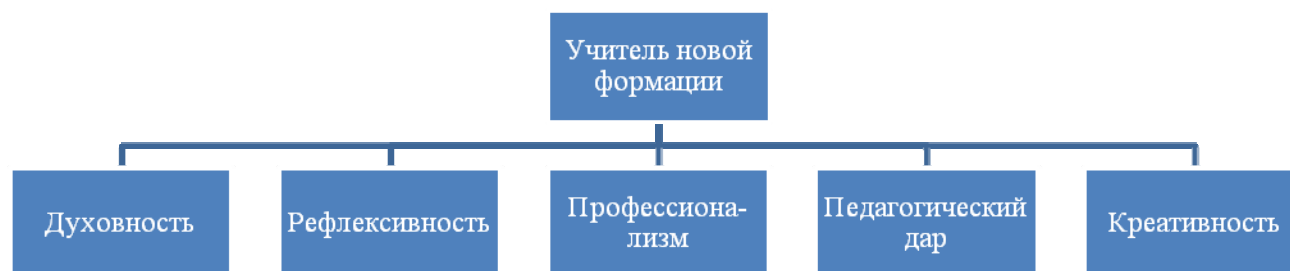 Учитель новой
формации
Духовность
Рефлексивность
Профессиона-
лизм
Педагогический
дар
Креативность